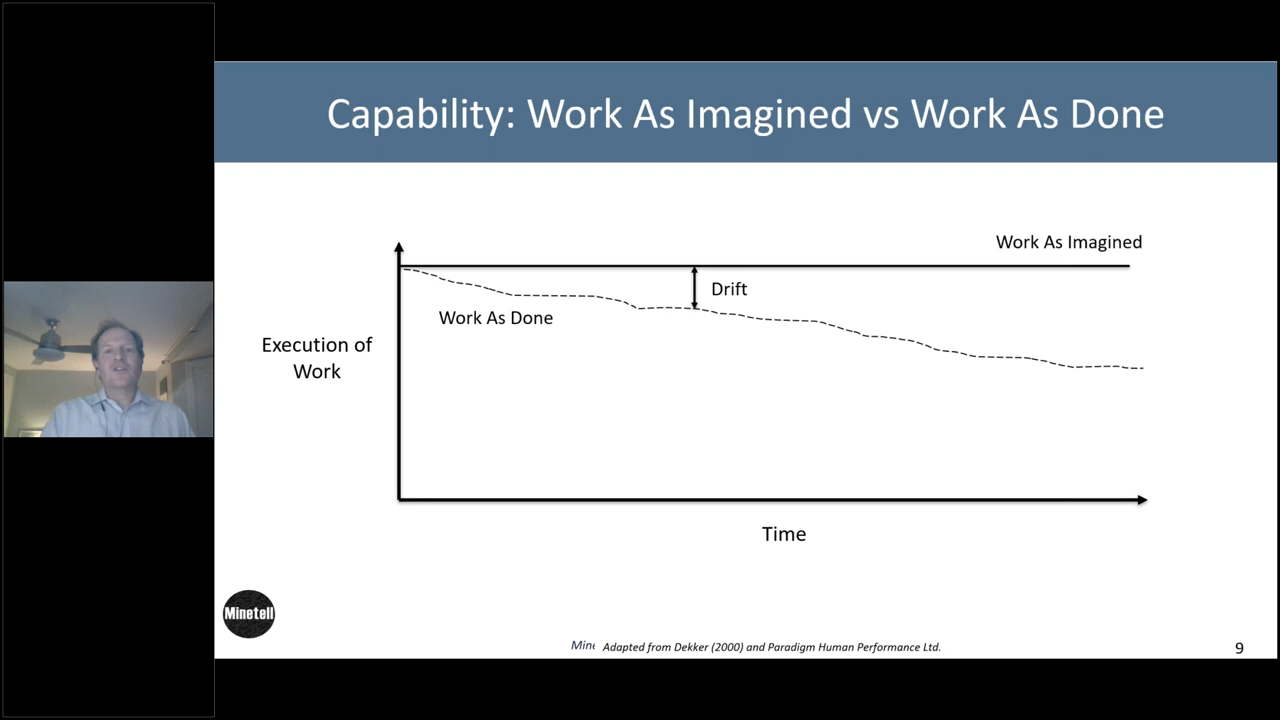 Capability: Work As Imagined vs Work As Done
Work As Imagined
Drift
Work As Done
Execution of
Work
Time
Minetell
Adapted from Dekker (2000) and Paradigm Human Performance Ltd.
9